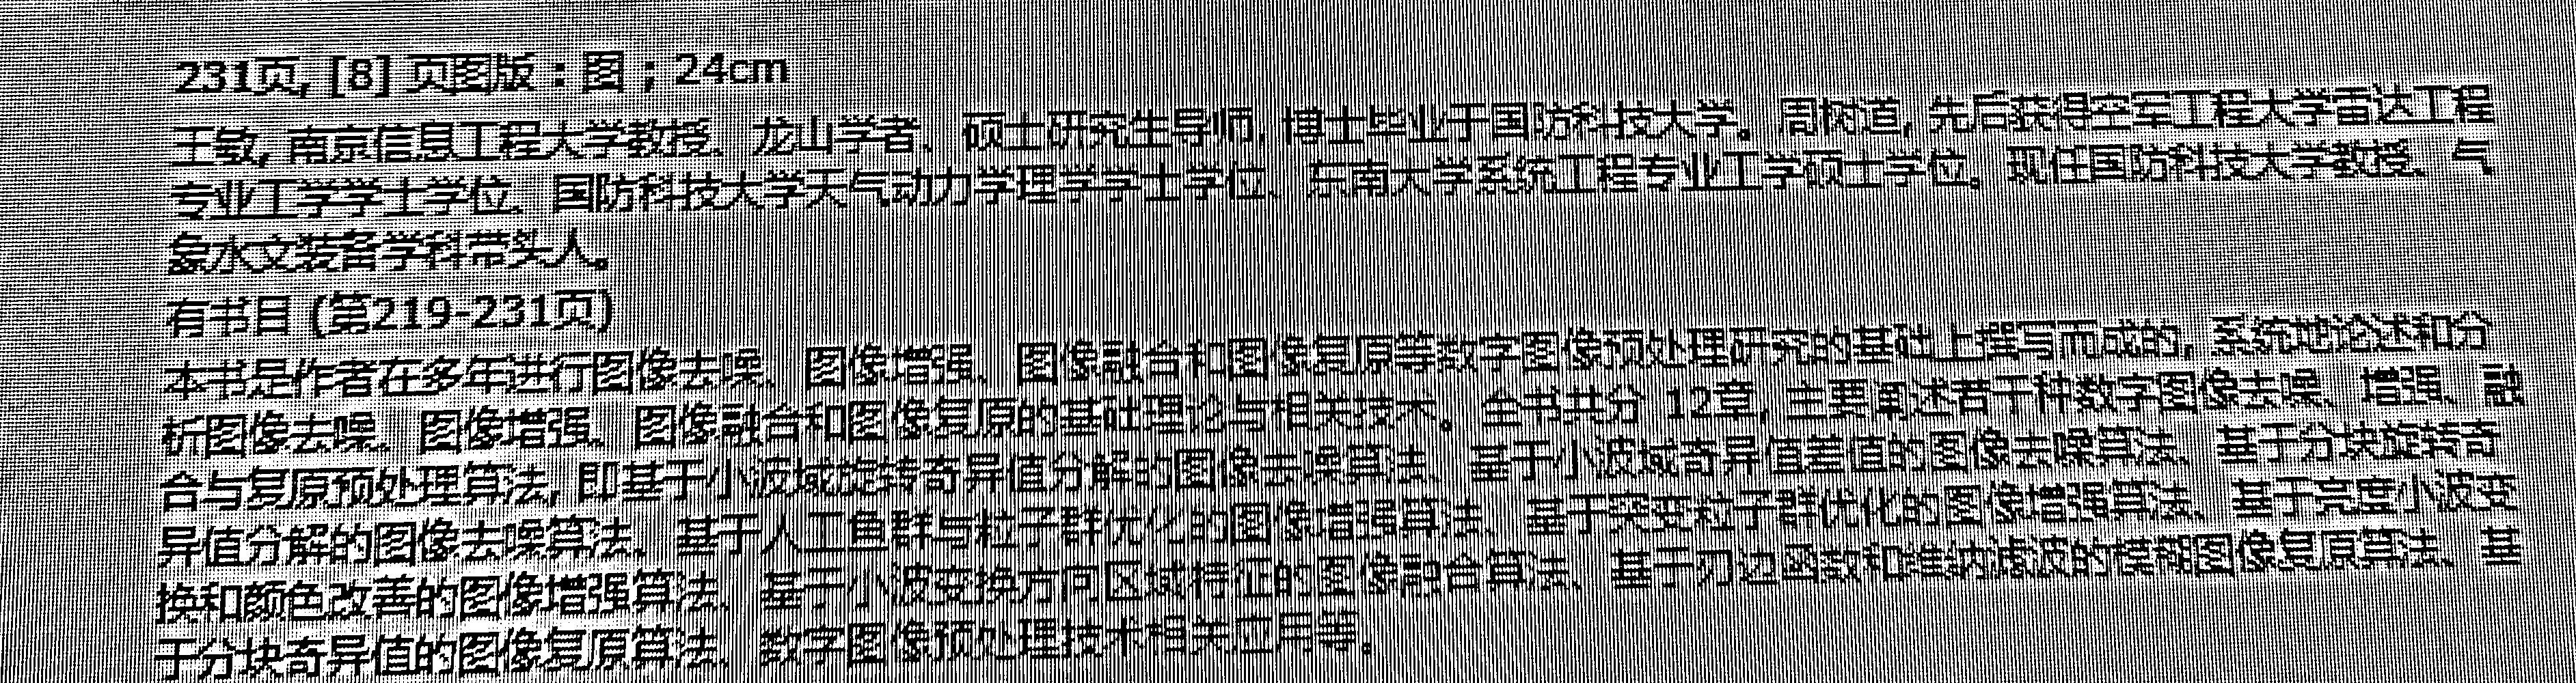 231页, [8] 页图版 : 图 ; 24cm
王敏, 南京信息工程大学教授、龙山学者、硕士研究生导师, 博士毕业于国防科技大学。周树道, 先后获得空军工程大学雷达工程
专业工学学士学位、国防科技大学天气动力学理学学士学位、东南大学系统工程专业工学硕士学位。现任国防科技大学教授、气
象水文装备学科带头人。
有书目 (第219-231页)
本书是作者在多年进行图像去噪、图像增强、图像融合和图像复原等数字图像预处理研究的基础上撰写而成的, 系统地论述和分
析图像去噪、图像增强、图像融合和图像复原的基础理论与相关技术。全书共分 12章, 主要阐述若干种数字图像去噪、增强、融
合与复原预处理算法, 即基于小波域旋转奇异值分解的图像去噪算法、基于小波域奇异值差值的图像去噪算法、基于分块旋转奇
异值分解的图像去噪算法、基于人工鱼群与粒子群优化的图像增强算法、基于突变粒子群优化的图像增强算法、基于亮度小波变
换和颜色改善的图像增强算法、基于小波变换方向区域特征的图像融合算法、基于刃边函数和维纳滤波的模糊图像复原算法、基
于分块奇异值的图像复原算法、数字图像预处理技术相关应用等。